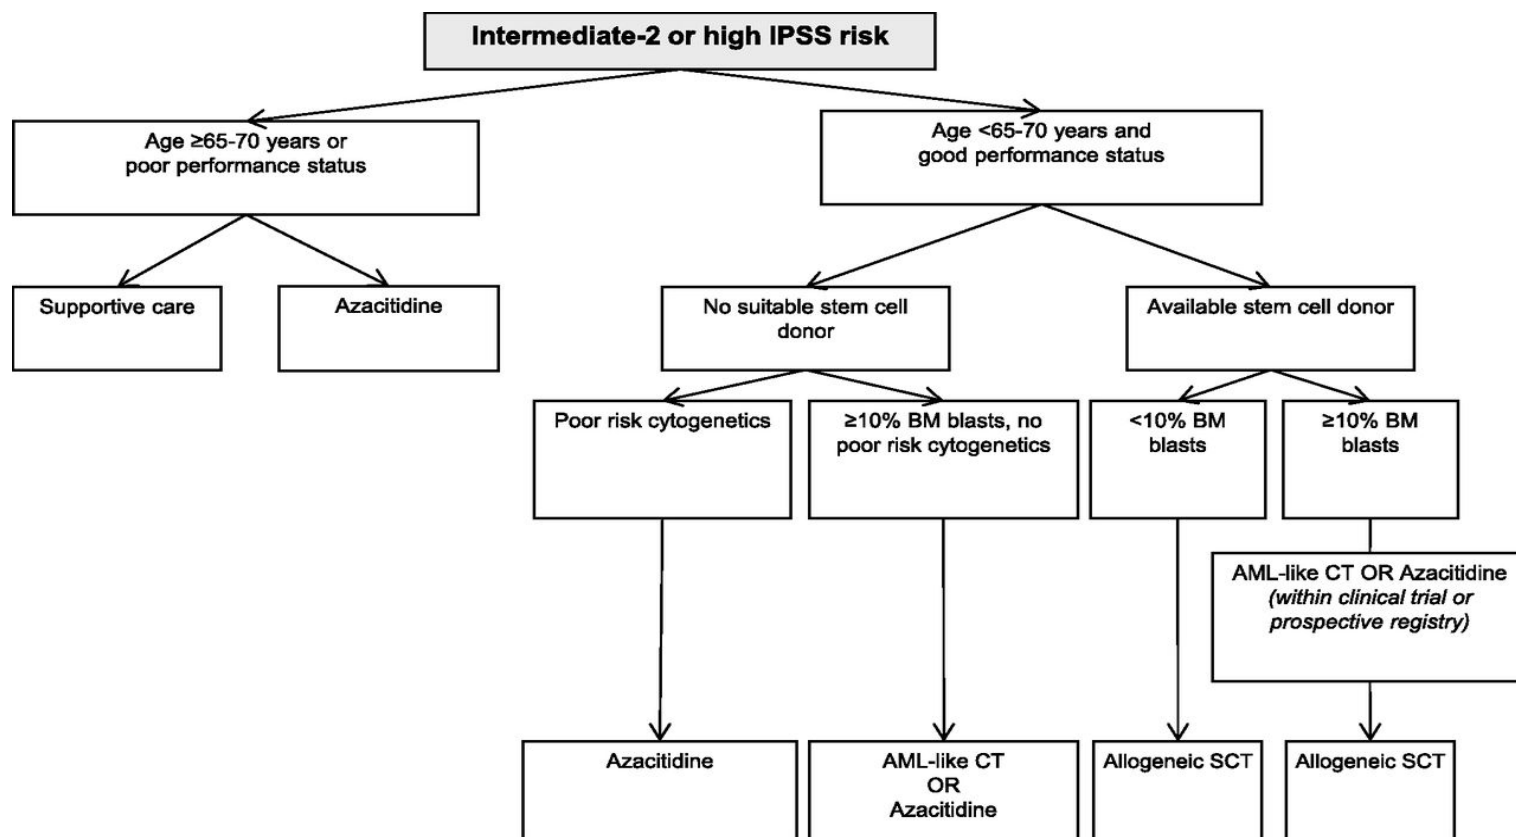 Intermediate-2 or high IPSS risk
Age ≥65-70 years or
poor performance status
Age <65-70 years and
good performance status
Supportive care
Azacitidine
No suitable stem cell
donor
Available stem cell donor
Poor risk cytogenetics
≥10% BM blasts, no
poor risk cytogenetics
<10% BM
blasts
≥10% BM
blasts
AML-like CT OR Azacitidine
(within clinical trial or
prospective registry)
Azacitidine
AML-like CT
OR
Azacitidine
Allogeneic SCT
Allogeneic SCT